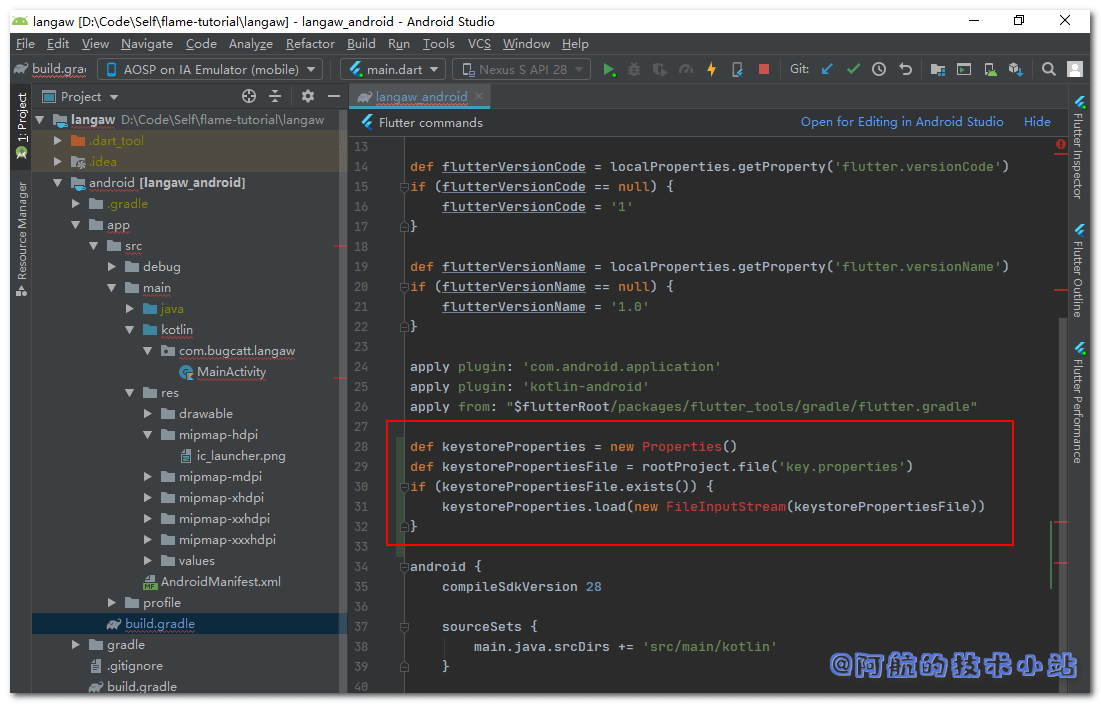 langaw [D:\Code\Self\flame-tutorial\langaw] - langaw_android - Android Studio
File Edit View Navigate Code Analyze Refactor Build Run Tools VCS Window Help
build.gra AOSP on IA Emulator (mobile) main.dart Nexus S API 28 Git:
1: Project
Resource Manager
Project
langaw D:\Code\Self\flame-tutorial\langaw
.dart_tool
.idea
android [langaw_android]
.gradle
app
src
debug
main
java
kotlin
com.bugcatt.langaw
MainActivity
res
drawable
mipmap-hdpi
ic_launcher.png
mipmap-mdpi
mipmap-xhdpi
mipmap-xxhdpi
mipmap-xxxhdpi
values
AndroidManifest.xml
profile
build.gradle
gradle
.gitignore
build.gradle
langaw_android
Flutter commands Open for Editing in Android Studio Hide
13
14 def flutterVersionCode = localProperties.getProperty('flutter.versionCode')
15 if (flutterVersionCode == null) {
16 flutterVersionCode = '1'
17 }
18
19 def flutterVersionName = localProperties.getProperty('flutter.versionName')
20 if (flutterVersionName == null) {
21 flutterVersionName = '1.0'
22 }
23
24 apply plugin: 'com.android.application'
25 apply plugin: 'kotlin-android'
26 apply from: "$flutterRoot/packages/flutter_tools/gradle/flutter.gradle"
27
28 def keystoreProperties = new Properties()
29 def keystorePropertiesFile = rootProject.file('key.properties')
30 if (keystorePropertiesFile.exists()) {
31 keystoreProperties.load(new FileInputStream(keystorePropertiesFile))
32 }
33
34 android {
35 compileSdkVersion 28
36
37 sourceSets {
38 main.java.srcDirs += 'src/main/kotlin'
39 }
40
Flutter Inspector
Flutter Outline
Flutter Performance
@阿航的技术小站